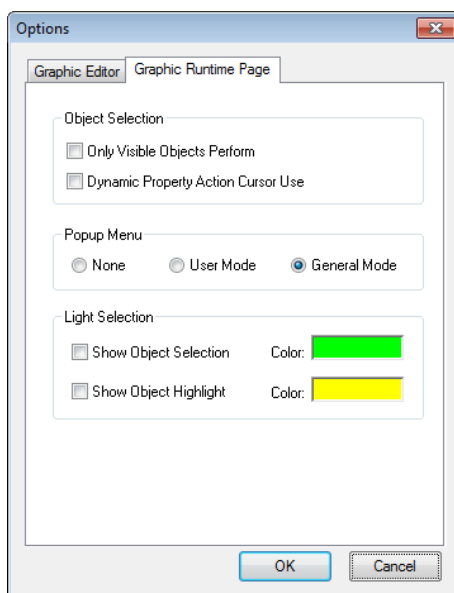 Options
Graphic Editor
Graphic Runtime Page
Object Selection
Only Visible Objects Perform
Dynamic Property Action Cursor Use
Popup Menu
None User Mode General Mode
Light Selection
Show Object Selection Color:
Show Object Highlight Color:
OK Cancel